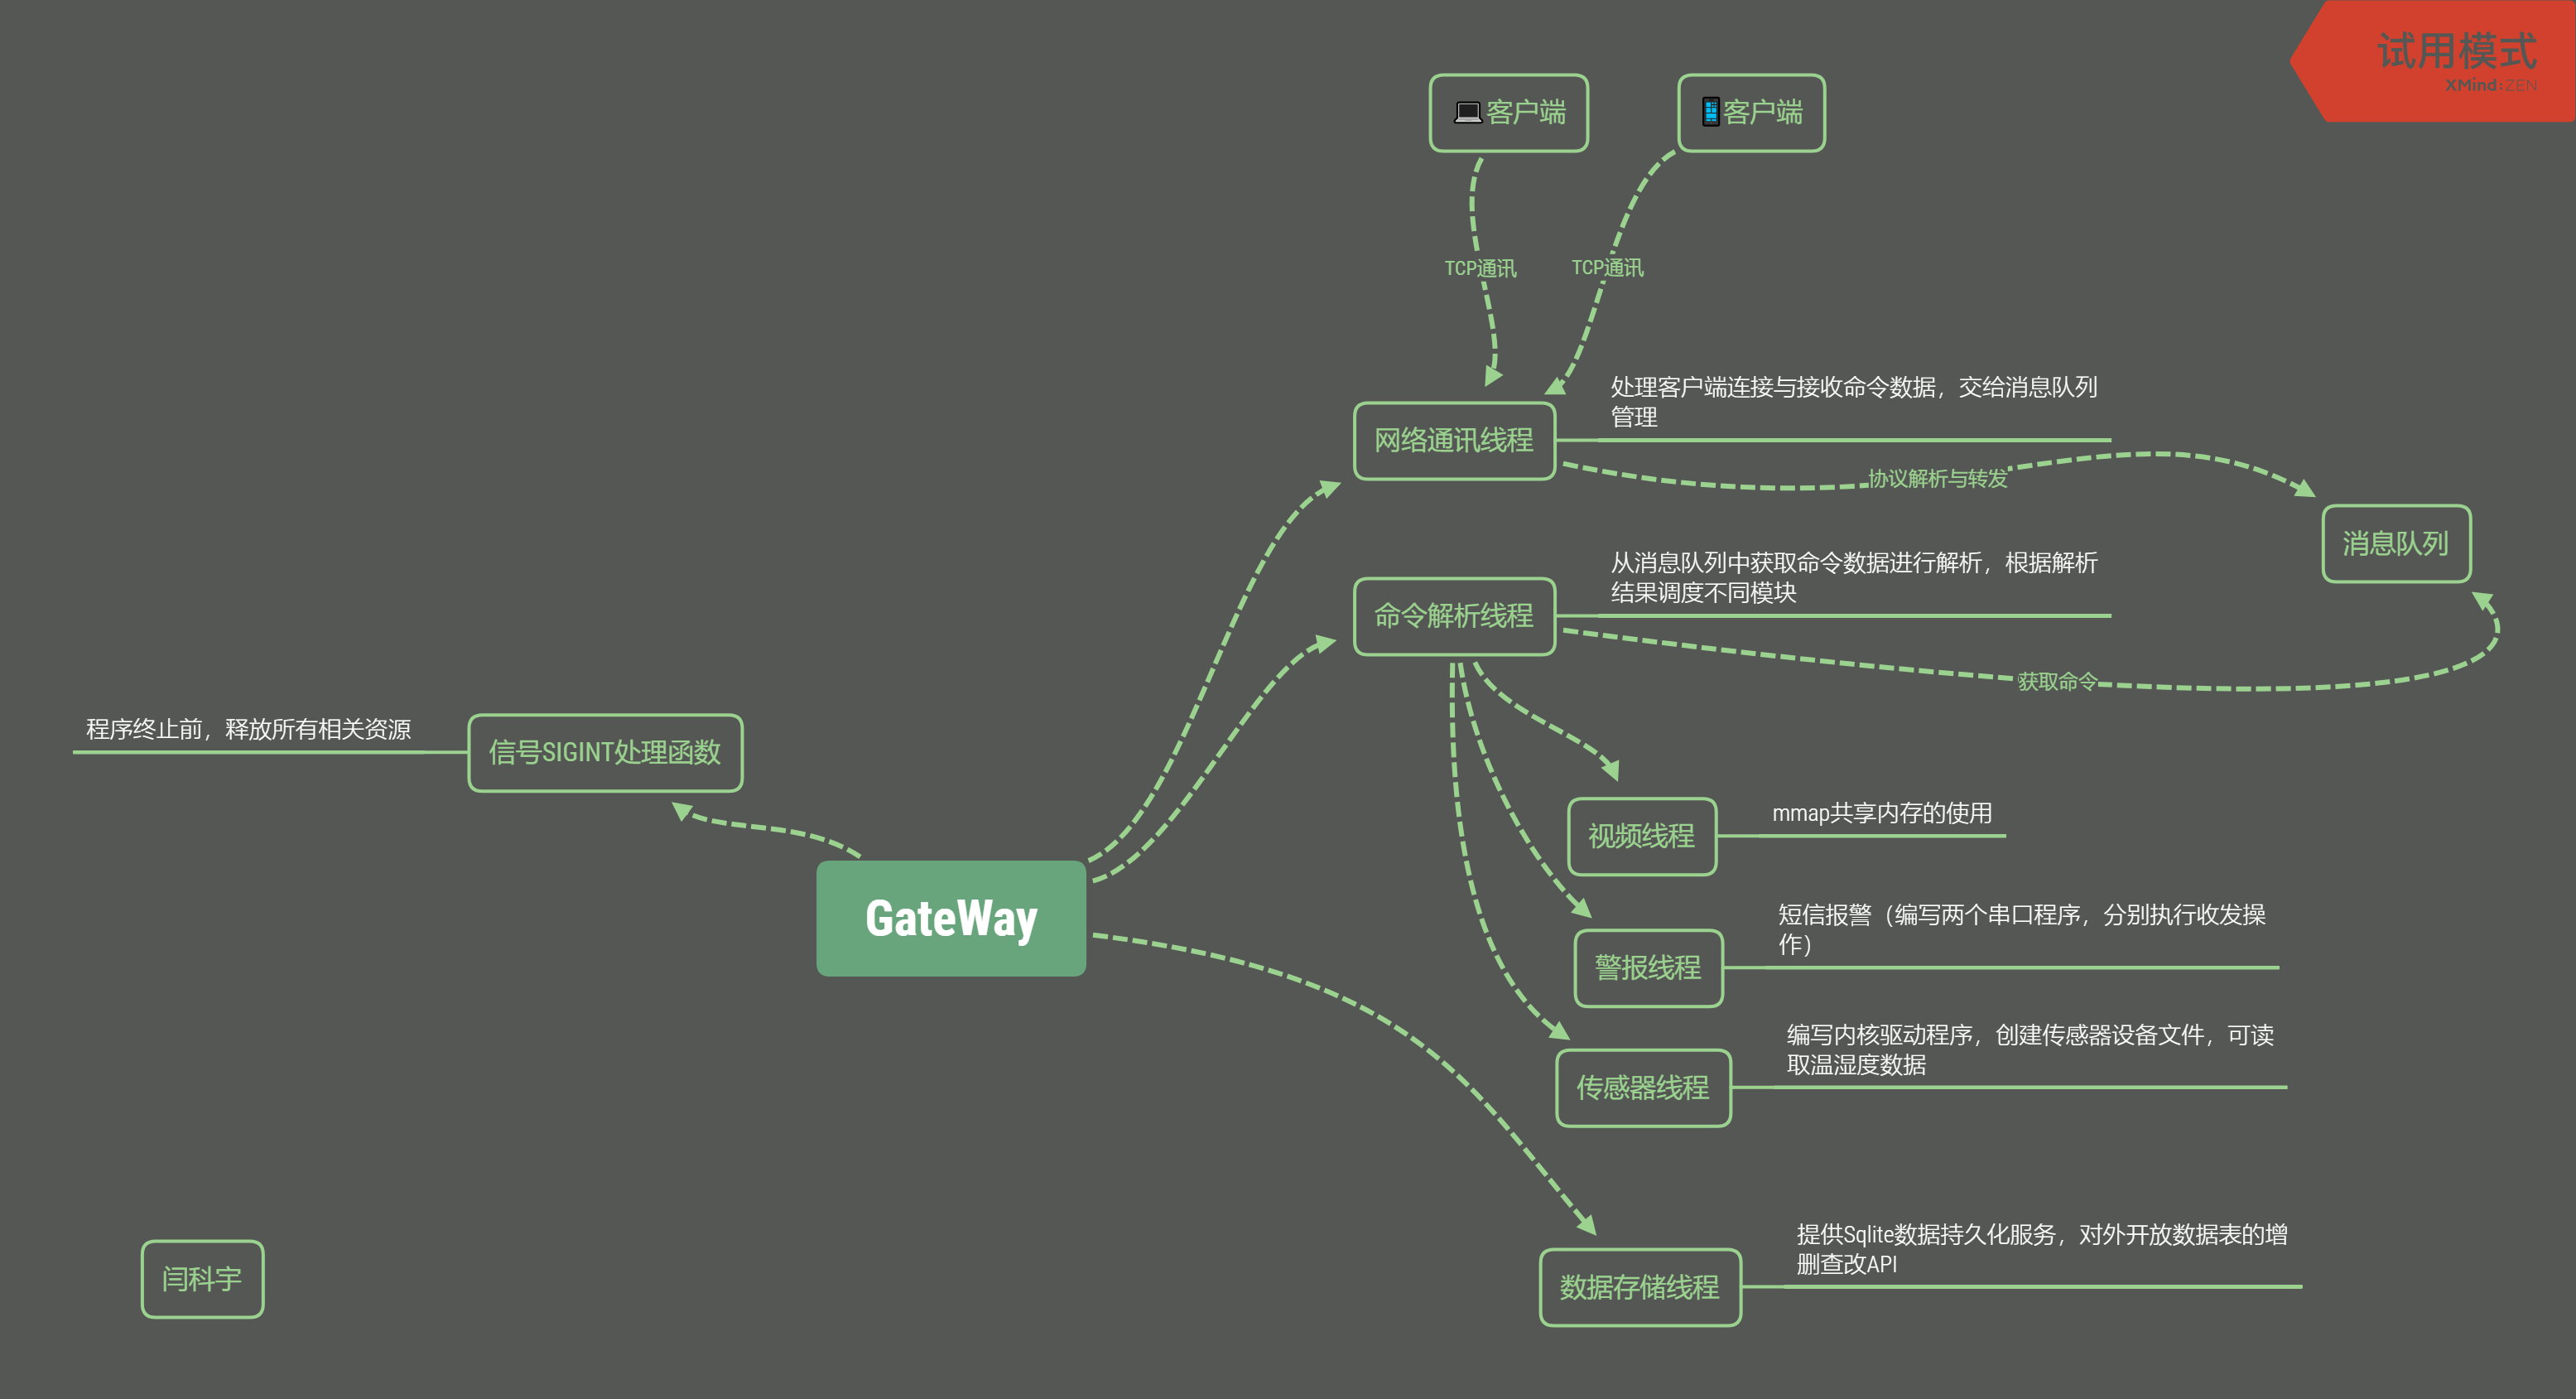 试用模式
XMind:ZEN
客户端
客户端
TCP通讯
TCP通讯
处理客户端连接与接收命令数据，交给消息队列
管理
网络通讯线程
协议解析与转发
消息队列
从消息队列中获取命令数据进行解析，根据解析
结果调度不同模块
命令解析线程
获取命令
程序终止前，释放所有相关资源
信号SIGINT处理函数
mmap共享内存的使用
视频线程
GateWay
短信报警（编写两个串口程序，分别执行收发操
作）
警报线程
编写内核驱动程序，创建传感器设备文件，可读
取温湿度数据
传感器线程
提供Sqlite数据持久化服务，对外开放数据表的增
删查改API
数据存储线程
闫科宇